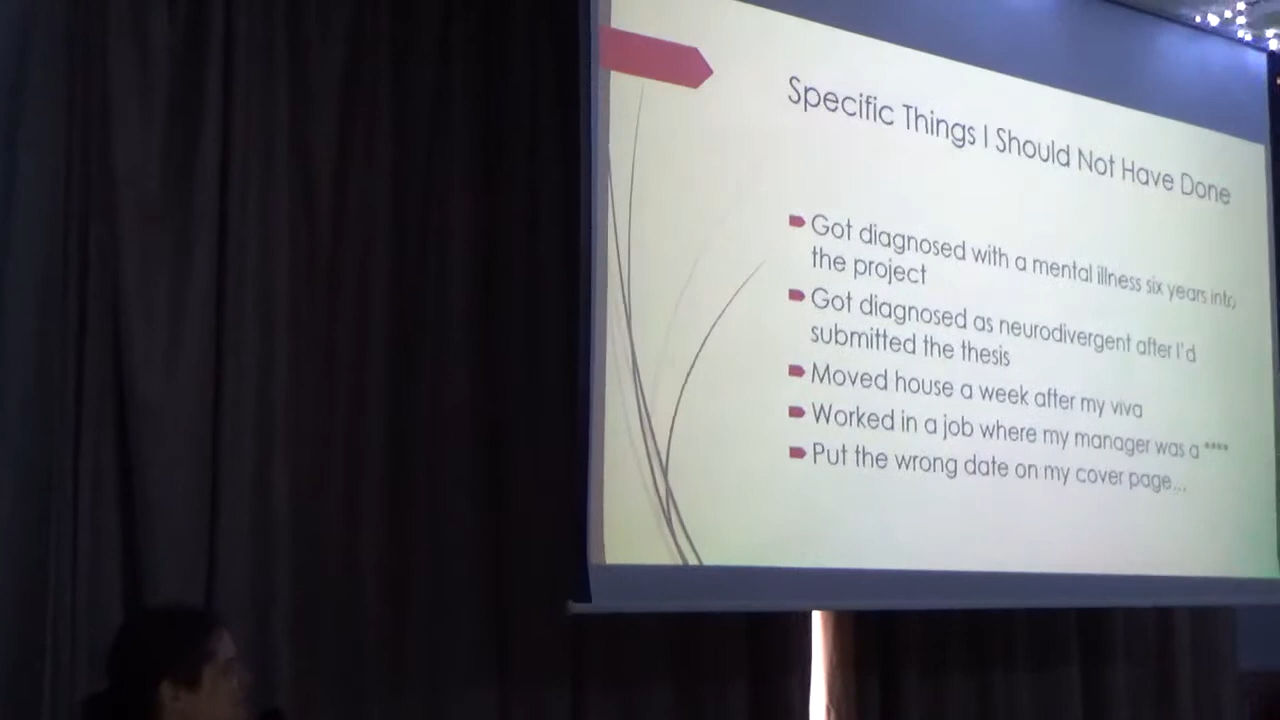 Specific Things I Should Not Have Done
Got diagnosed with a mental illness six years into
the project
Got diagnosed as neurodivergent after I'd
submitted the thesis
Moved house a week after my viva
Worked in a job where my manager was a ****
Put the wrong date on my cover page...